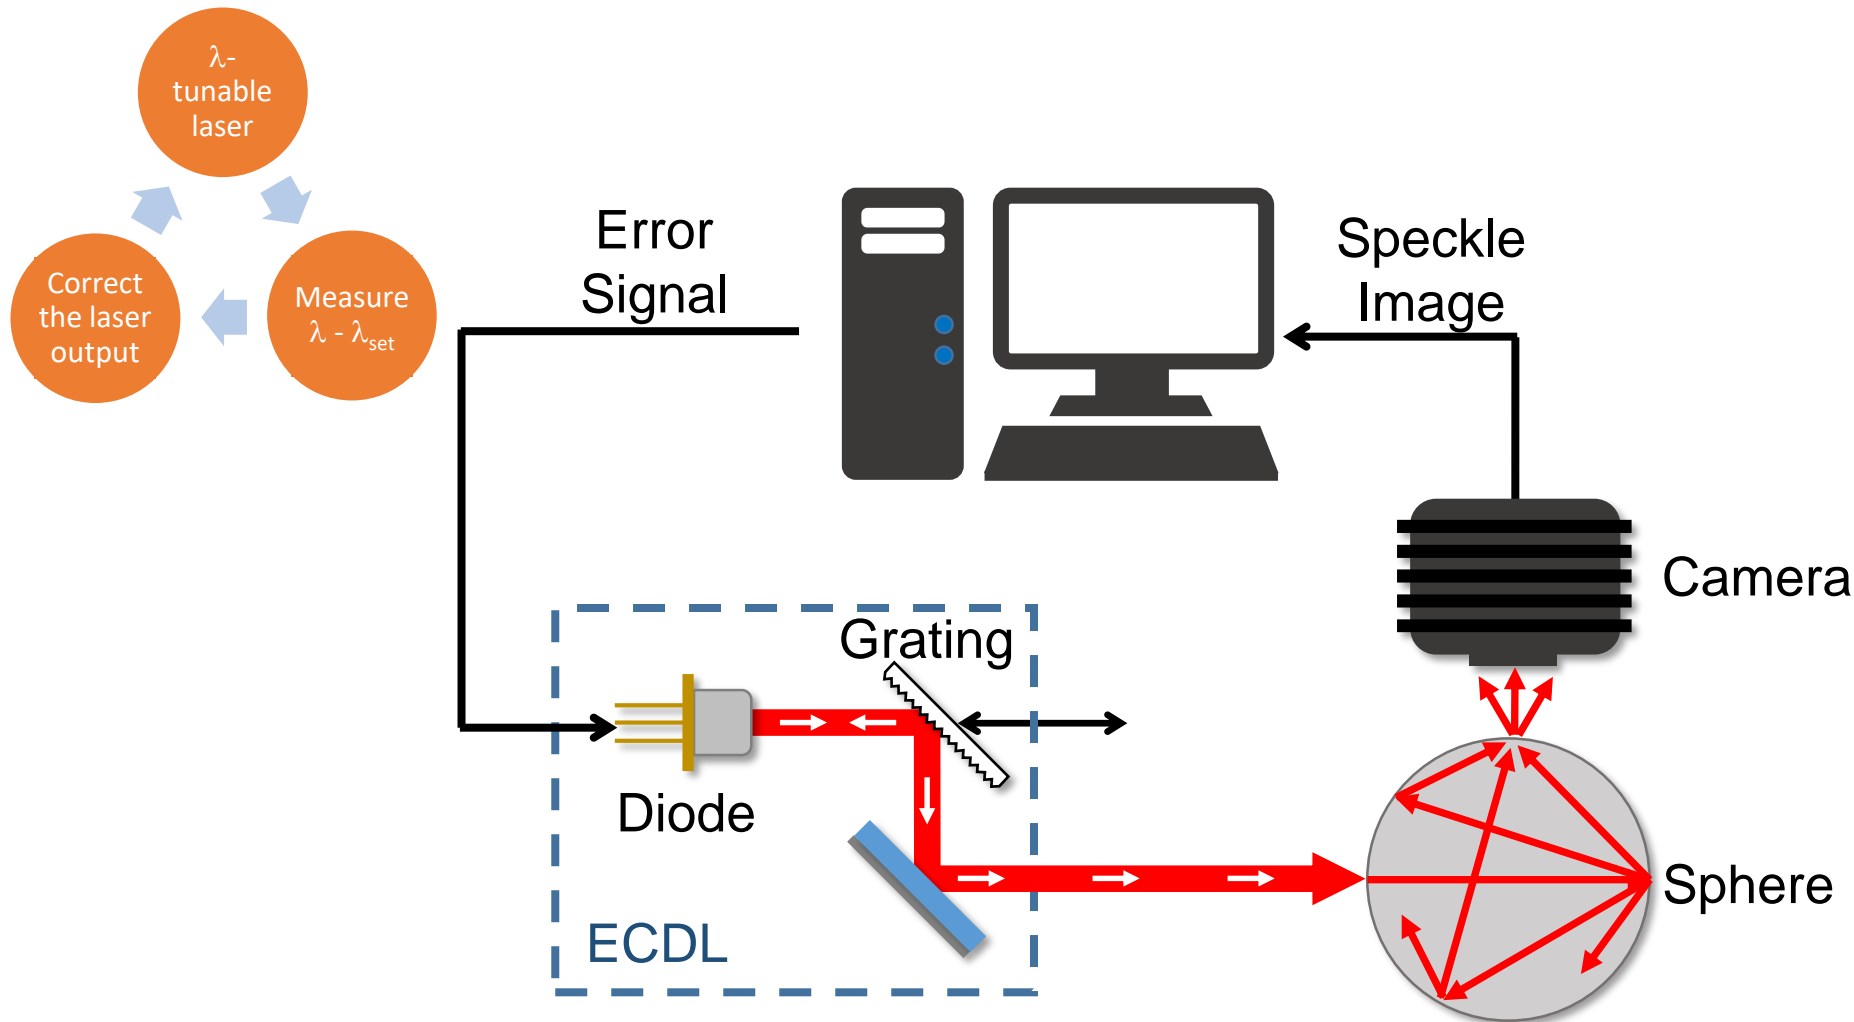 λ-
tunable
laser
Correct
the laser
output
Measure
λ - λset
Error
Signal
Speckle
Image
Camera
Grating
Diode
ECDL
Sphere